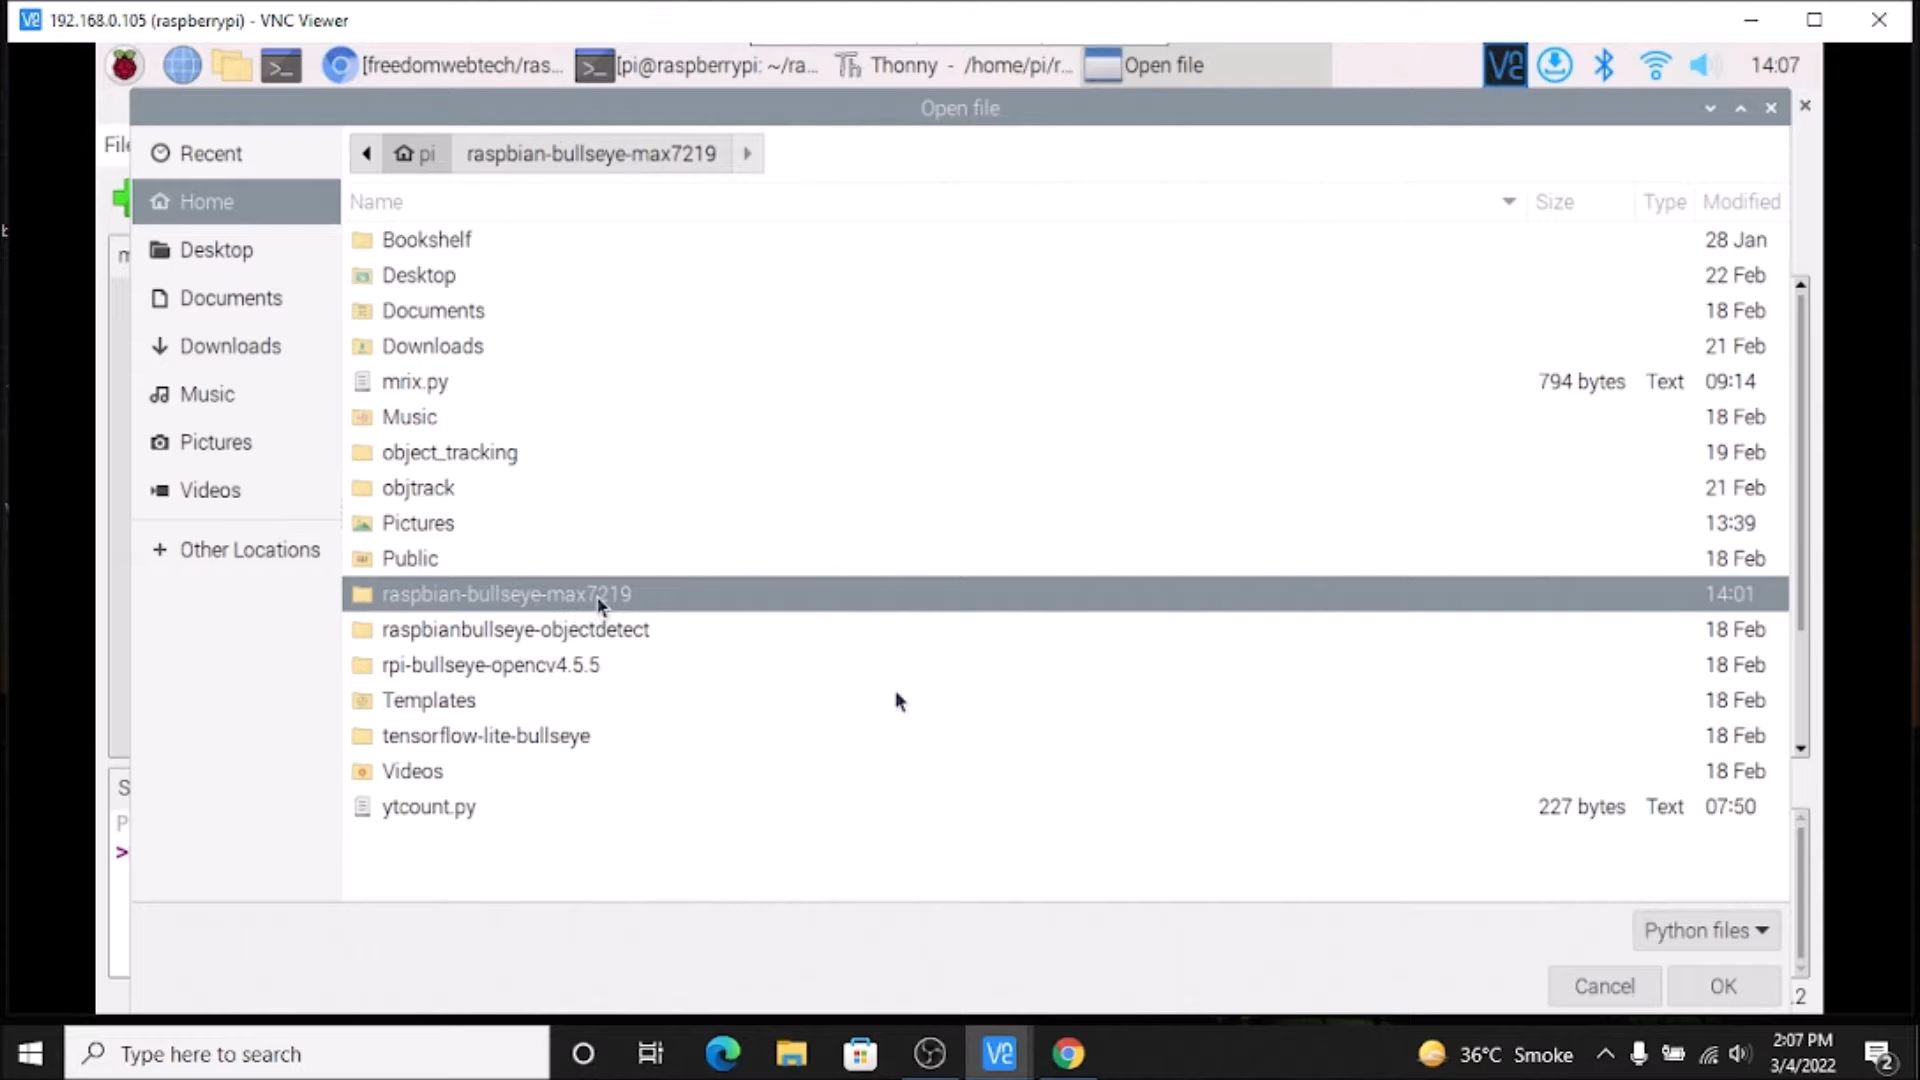 192.168.0.105 (raspberrypi) - VNC Viewer
[freedomwebtech/ras... [pi@raspberrypi: ~/ra... Thonny - /home/pi/r... Open file 14:07
Open file
File
Recent
pi raspbian-bullseye-max7219
Home
Name Size Type Modified
Desktop
Documents
Downloads
Music
Pictures
Videos
+ Other Locations
Bookshelf 28 Jan
Desktop 22 Feb
Documents 18 Feb
Downloads 21 Feb
mrix.py 794 bytes Text 09:14
Music 18 Feb
object_tracking 19 Feb
objtrack 21 Feb
Pictures 13:39
Public 18 Feb
raspbian-bullseye-max7219 14:01
raspbianbullseye-objectdetect 18 Feb
rpi-bullseye-opencv4.5.5 18 Feb
Templates 18 Feb
tensorflow-lite-bullseye 18 Feb
Videos 18 Feb
ytcount.py 227 bytes Text 07:50
Python files
Cancel OK
Type here to search
36°C Smoke
2:07 PM
3/4/2022
2